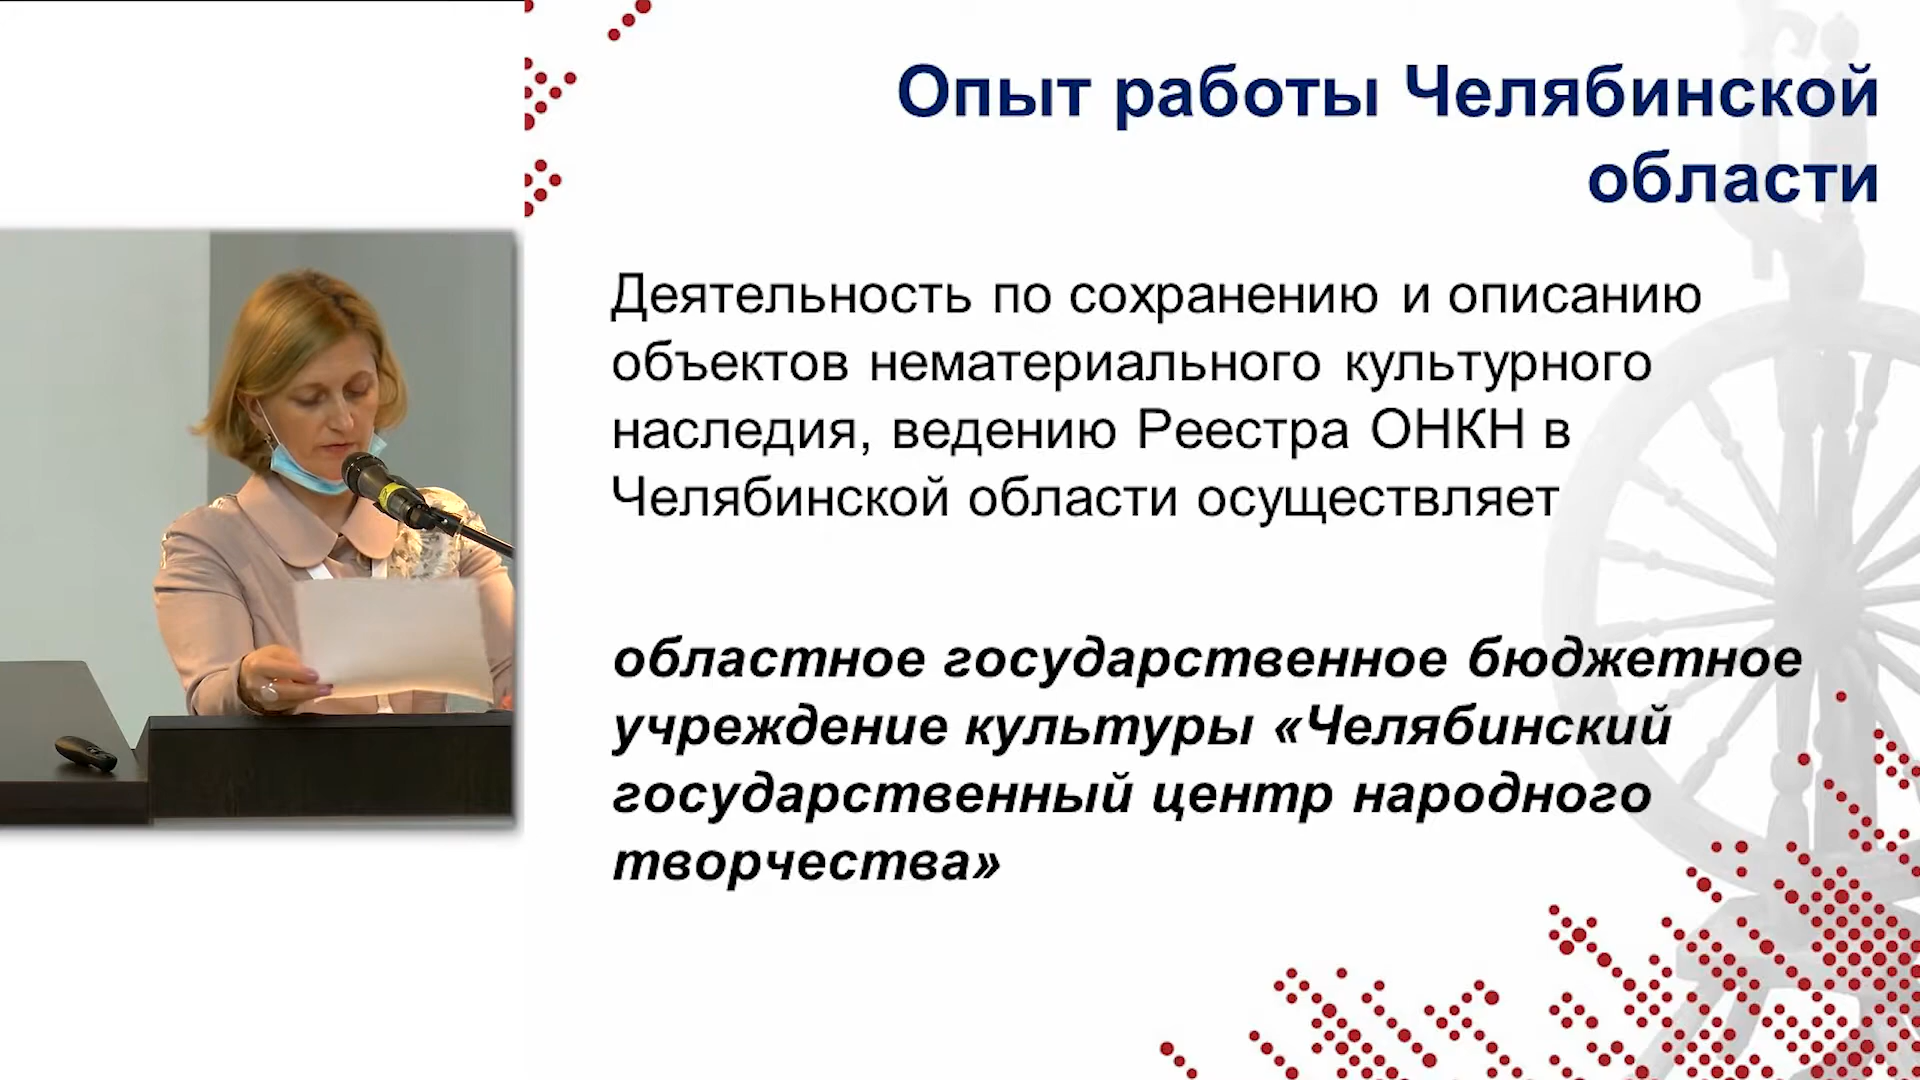 Опыт работы Челябинской
области
Деятельность по сохранению и описанию
объектов нематериального культурного
наследия, ведению Реестра ОНКН в
Челябинской области осуществляет
областное государственное бюджетное
учреждение культуры «Челябинский
государственный центр народного
творчества»